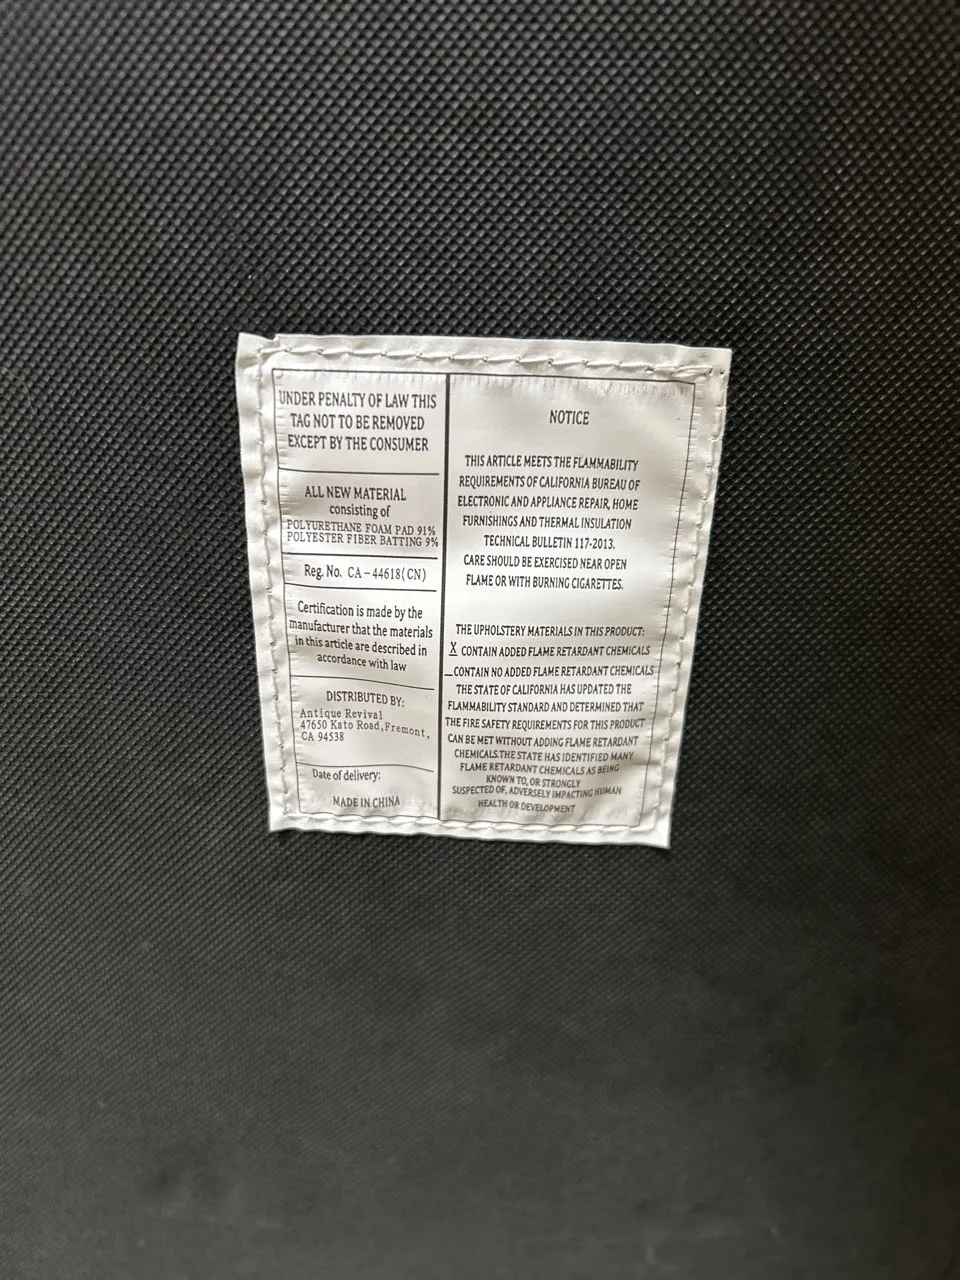 UNDER PENALTY OF LAW THIS
TAG NOT TO BE REMOVED
EXCEPT BY THE CONSUMER
ALL NEW MATERIAL
consisting of
POLYURETHANE FOAM PAD 91%
POLYESTER FIBER BATTING 9%
Reg. No. CA-44618(CN)
Certification is made by the
manufacturer that the materials
in this article are described in
accordance with law
DISTRIBUTED BY:
Antique Revival
47650 Kato Road, Fremont,
CA 94538
Date of delivery:
MADE IN CHINA
NOTICE
THIS ARTICLE MEETS THE FLAMMABILITY
REQUIREMENTS OF CALIFORNIA BUREAU OF
ELECTRONIC AND APPLIANCE REPAIR, HOME
FURNISHINGS AND THERMAL INSULATION
TECHNICAL BULLETIN 117-2013.
CARE SHOULD BE EXERCISED NEAR OPEN
FLAME OR WITH BURNING CIGARETTES.
THE UPHOLSTERY MATERIALS IN THIS PRODUCT:
X CONTAIN ADDED FLAME RETARDANT CHEMICALS
_CONTAIN NO ADDED FLAME RETARDANT CHEMICALS
THE STATE OF CALIFORNIA HAS UPDATED THE
FLAMMABILITY STANDARD AND DETERMINED THAT
THE FIRE SAFETY REQUIREMENTS FOR THIS PRODUCT
CAN BE MET WITHOUT ADDING FLAME RETARDANT
CHEMICALS.THE STATE HAS IDENTIFIED MANY
FLAME RETARDANT CHEMICALS AS BEING
KNOWN TO, OR STRONGLY
SUSPECTED OF, ADVERSELY IMPACTING HUMAN
HEALTH OR DEVELOPMENT